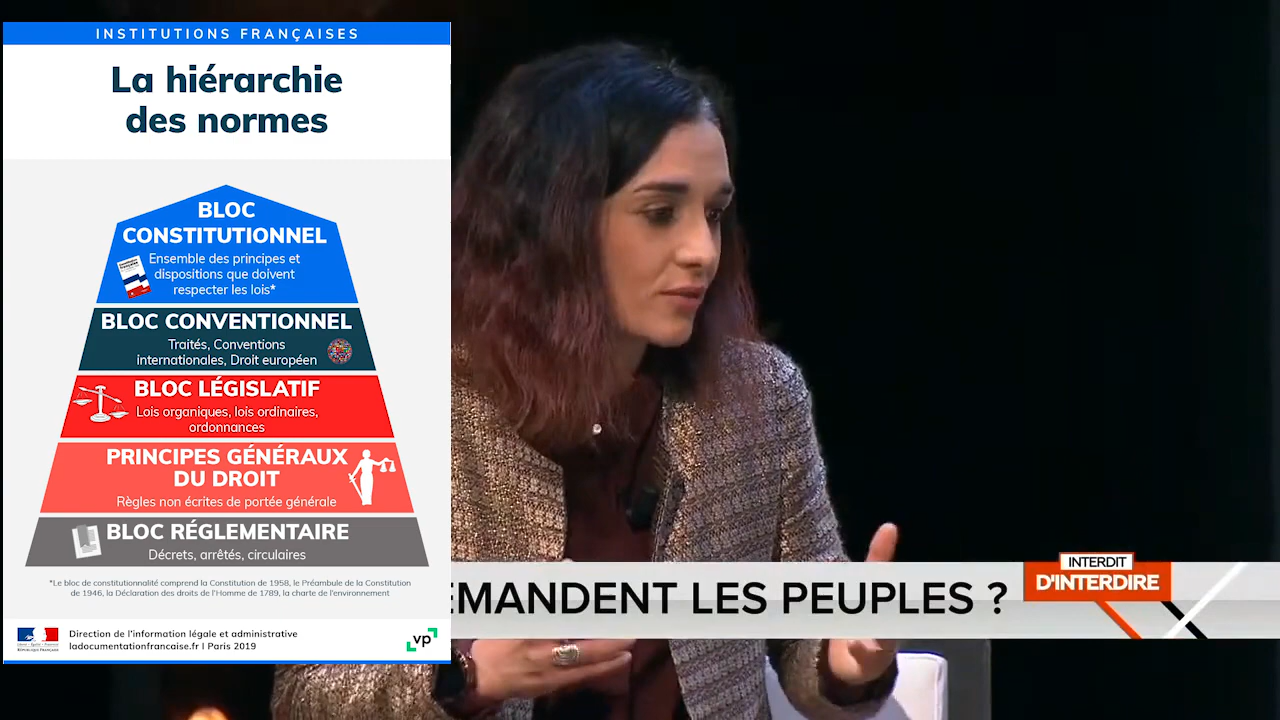 INSTITUTIONS FRANÇAISES
La hiérarchie
des normes
BLOC
CONSTITUTIONNEL
Ensemble des principes et
dispositions que doivent
respecter les lois*
BLOC CONVENTIONNEL
Traités, Conventions
internationales, Droit européen
BLOC LÉGISLATIF
Lois organiques, lois ordinaires,
ordonnances
PRINCIPES GÉNÉRAUX
DU DROIT
Règles non écrites de portée générale
BLOC RÉGLEMENTAIRE
Décrets, arrêtés, circulaires
*Le bloc de constitutionnalité comprend la Constitution de 1958, le Préambule de la Constitution
de 1946, la Déclaration des droits de l'Homme de 1789, la charte de l'environnement
Direction de l'information légale et administrative
ladocumentationfrancaise.fr I Paris 2019
vp
EMANDENT LES PEUPLES ?
INTERDIT
D'INTERDIRE